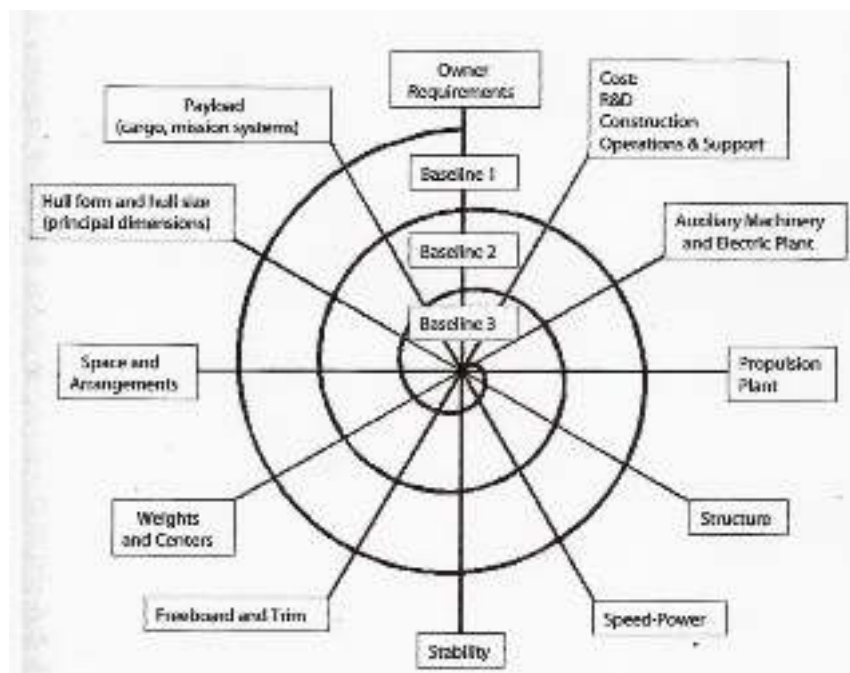 Owner
Requirements
Cost:
R&D
Construction
Operations & Support
Payload
(cargo, mission systems)
Baseline 1
Hull form and hull size
(principal dimensions)
Auxiliary Machinery
and Electric Plant
Baseline 2
Baseline 3
Space and
Arrangements
Propulsion
Plant
Weights
and Centers
Structure
Freeboard and Trim
Speed-Power
Stability